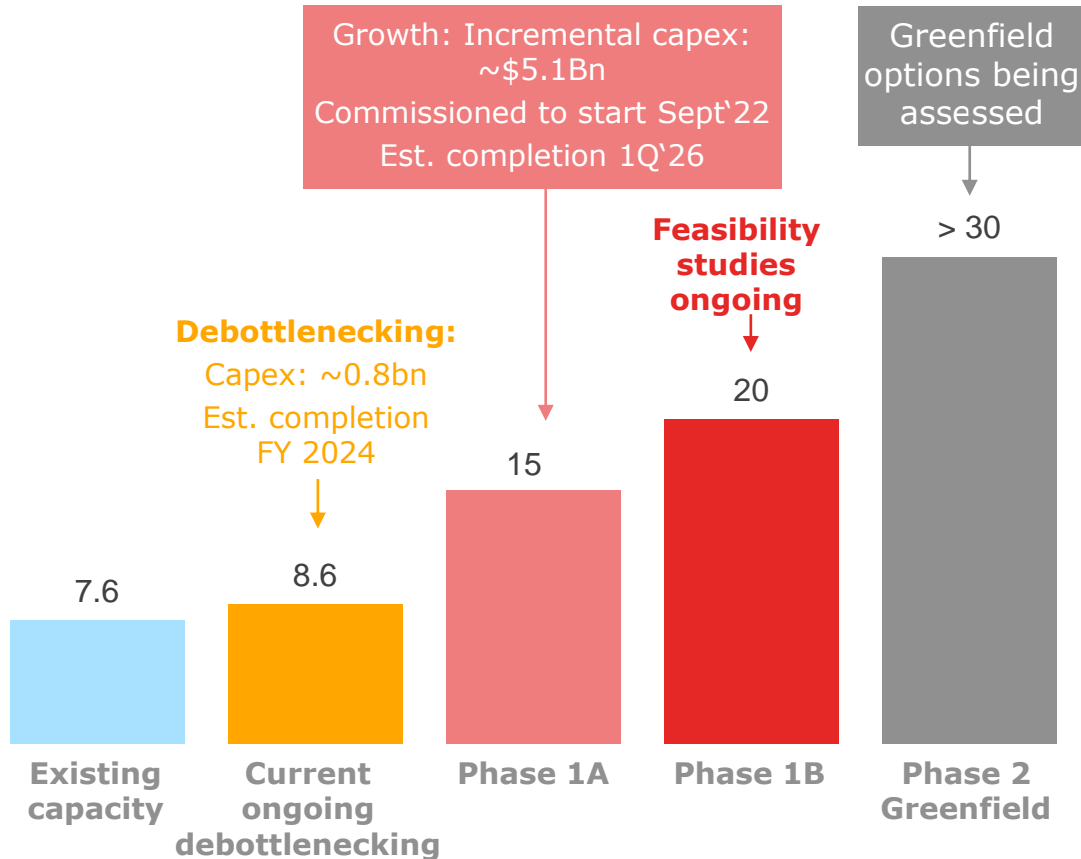 Growth: Incremental capex:
~$5.1Bn
Commissioned to start Sept‘22
Est. completion 1Q‘26
Greenfield
options being
assessed
Feasibility
studies
ongoing
> 30
Debottlenecking:
Capex: ~0.8bn
Est. completion
FY 2024
20
15
8.6
7.6
Existing
capacity
Current
ongoing
debottlenecking
Phase 1A
Phase 1B
Phase 2
Greenfield